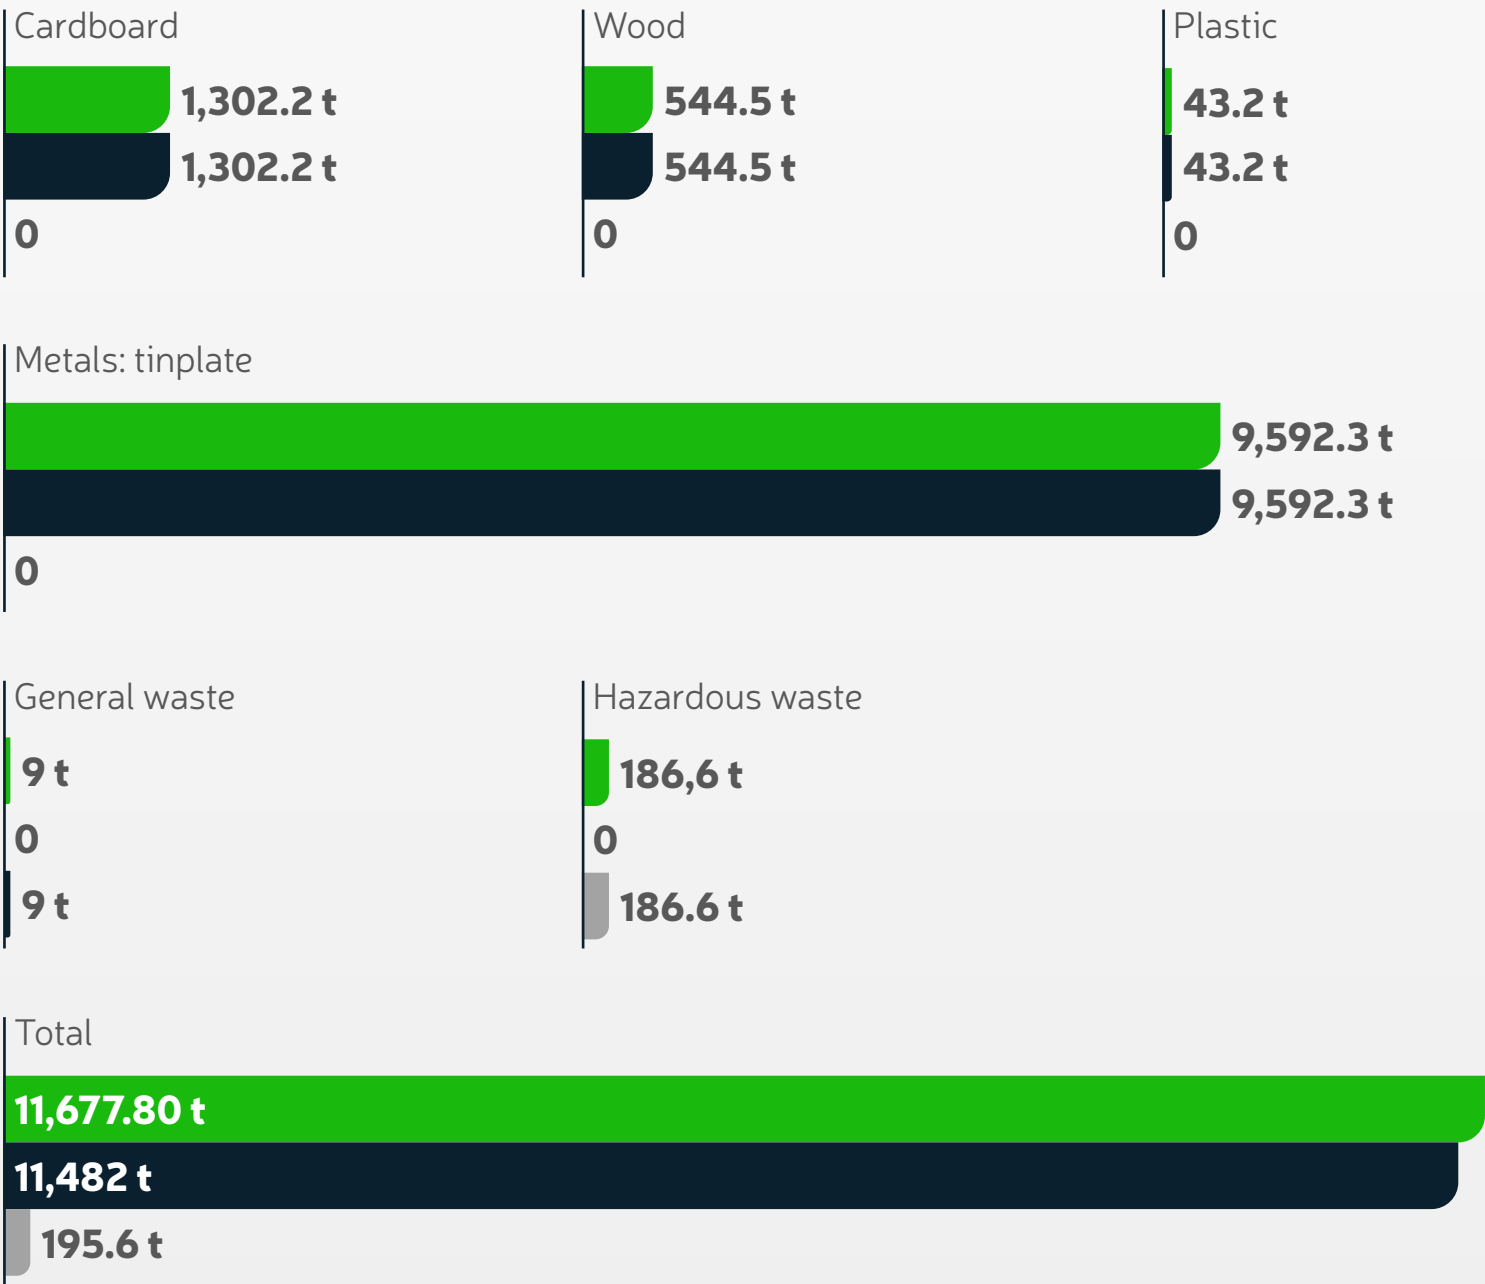 Cardboard
1,302.2 t
1,302.2 t
0
Wood
544.5 t
544.5 t
0
Plastic
43.2 t
43.2 t
0
Metals: tinplate
9,592.3 t
9,592.3 t
0
General waste
9 t
0
9 t
Hazardous waste
186,6 t
0
186.6 t
Total
11,677.80 t
11,482 t
195.6 t